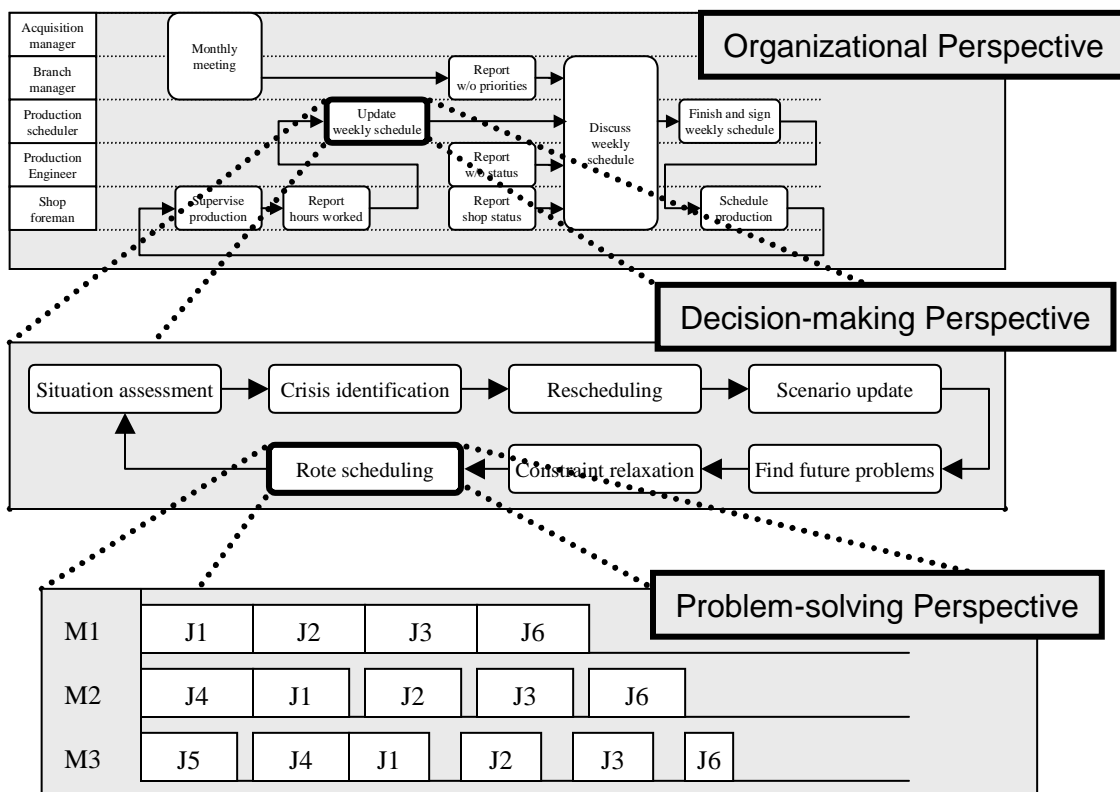 Organizational Perspective
Acquisition
manager
Branch
manager
Production
scheduler
Production
Engineer
Shop
foreman
Monthly
meeting
Report
w/o priorities
Update
weekly schedule
Discuss
weekly
schedule
Finish and sign
weekly schedule
Report
w/o status
Supervise
production
Report
hours worked
Report
shop status
Schedule
production
Decision-making Perspective
Situation assessment
Crisis identification
Rescheduling
Scenario update
Rote scheduling
Constraint relaxation
Find future problems
Problem-solving Perspective
M1 J1 J2 J3 J6
M2 J4 J1 J2 J3 J6
M3 J5 J4 J1 J2 J3 J6